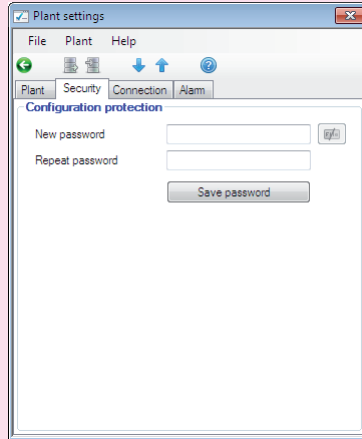 Plant settings
File Plant Help
Plant Security Connection Alarm
Configuration protection
New password
Repeat password
Save password